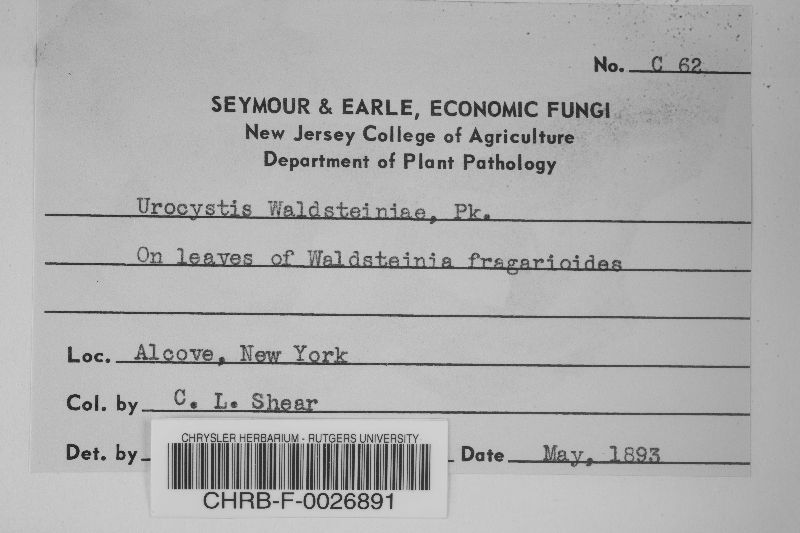 No. C 62
SEYMOUR & EARLE, ECONOMIC FUNGI
New Jersey College of Agriculture
Department of Plant Pathology
Urocystis Waldsteiniae, Pk.
On leaves of Waldsteinia fragarioides
Loc. Alcove, New York
Col. by C. L. Shear
Det. by Date May, 1893
CHRYSLER HERBARIUM - RUTGERS UNIVERSITY
CHRB-F-0026891